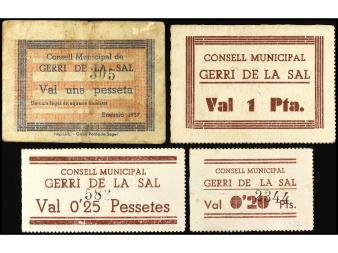 Consell Municipal de
GERRI DE LA SAL
305
Val una pesseta
Emissió 1937
CONSELL MUNICIPAL
GERRI DE LA SAL
Val 1 Pta.
CONSELL MUNICIPAL
GERRI DE LA SAL
583
Val 0'25 Pessetes
CONSELL MUNICIPAL
GERRI DE LA SAL
2344
Val 0'20 Pts.